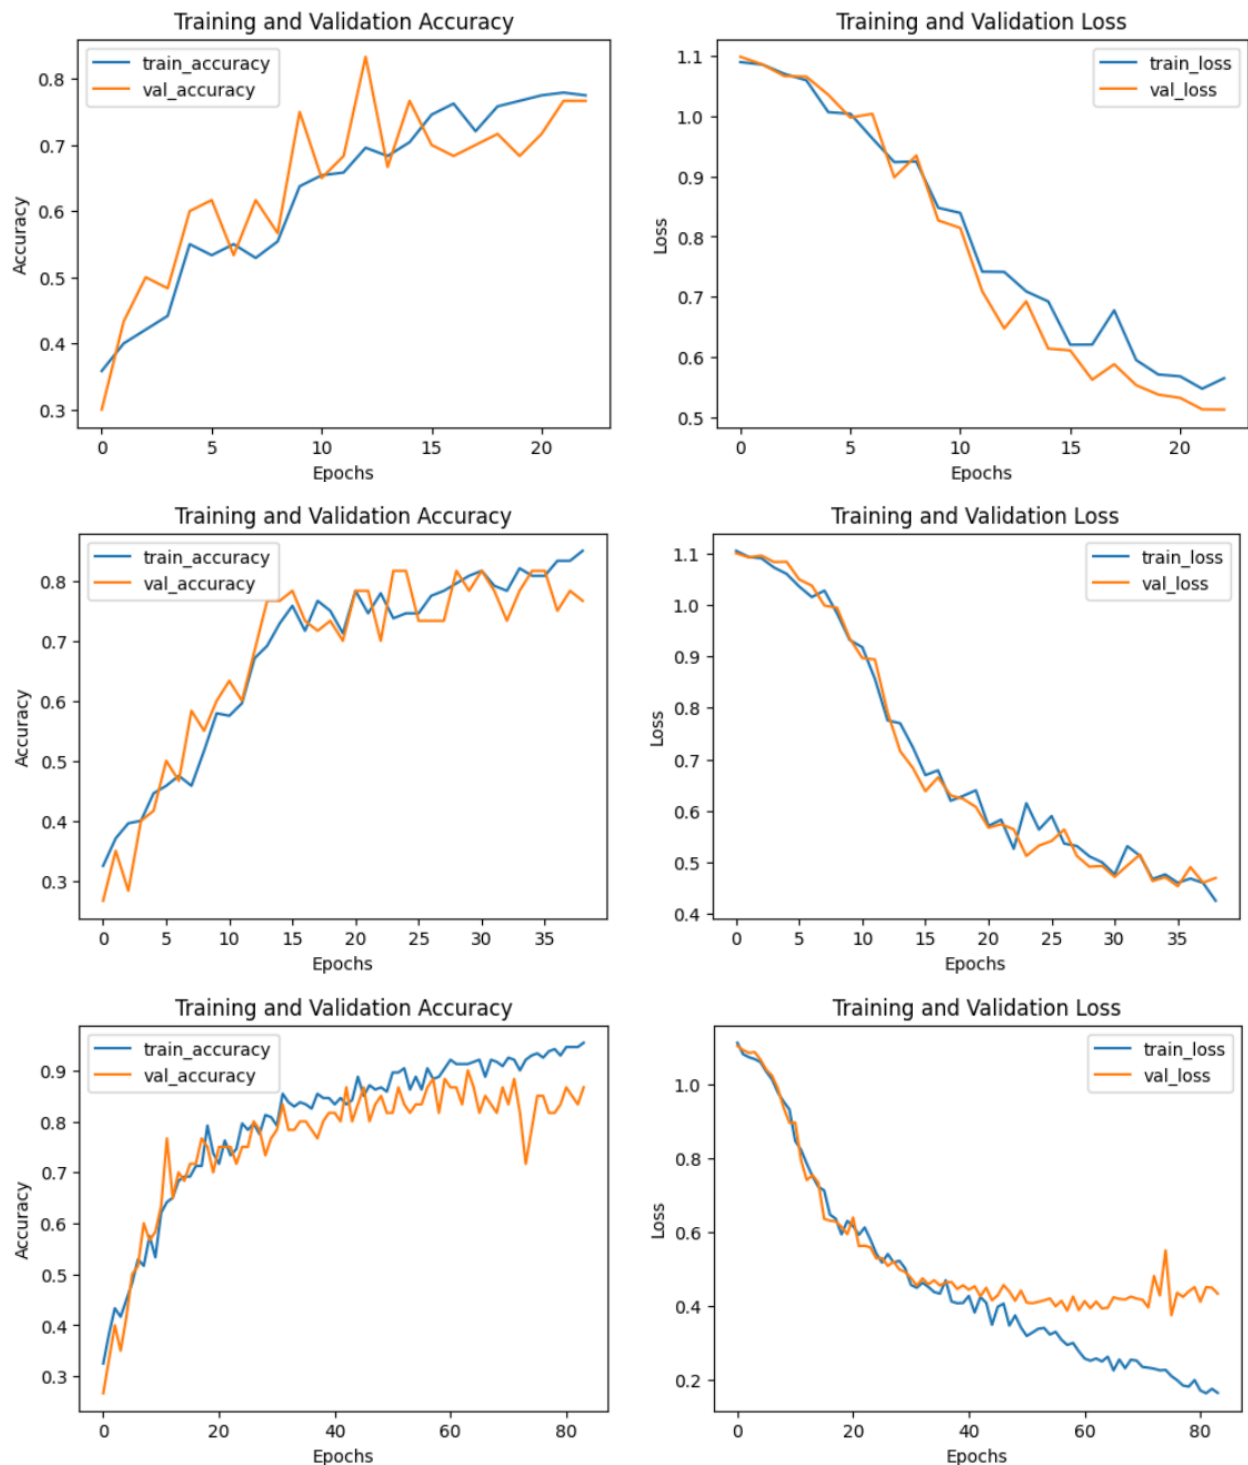 Training and Validation Accuracy
train_accuracy
val_accuracy
0.8
0.7
0.6
0.5
0.4
0.3
Accuracy
0 5 10 15 20
Epochs
Training and Validation Loss
train_loss
val_loss
1.1
1.0
0.9
0.8
0.7
0.6
0.5
Loss
0 5 10 15 20
Epochs
Training and Validation Accuracy
train_accuracy
val_accuracy
0.8
0.7
0.6
0.5
0.4
0.3
Accuracy
0 5 10 15 20 25 30 35
Epochs
Training and Validation Loss
train_loss
val_loss
1.1
1.0
0.9
0.8
0.7
0.6
0.5
0.4
Loss
0 5 10 15 20 25 30 35
Epochs
Training and Validation Accuracy
train_accuracy
val_accuracy
0.9
0.8
0.7
0.6
0.5
0.4
0.3
Accuracy
0 20 40 60 80
Epochs
Training and Validation Loss
train_loss
val_loss
1.0
0.8
0.6
0.4
0.2
Loss
0 20 40 60 80
Epochs